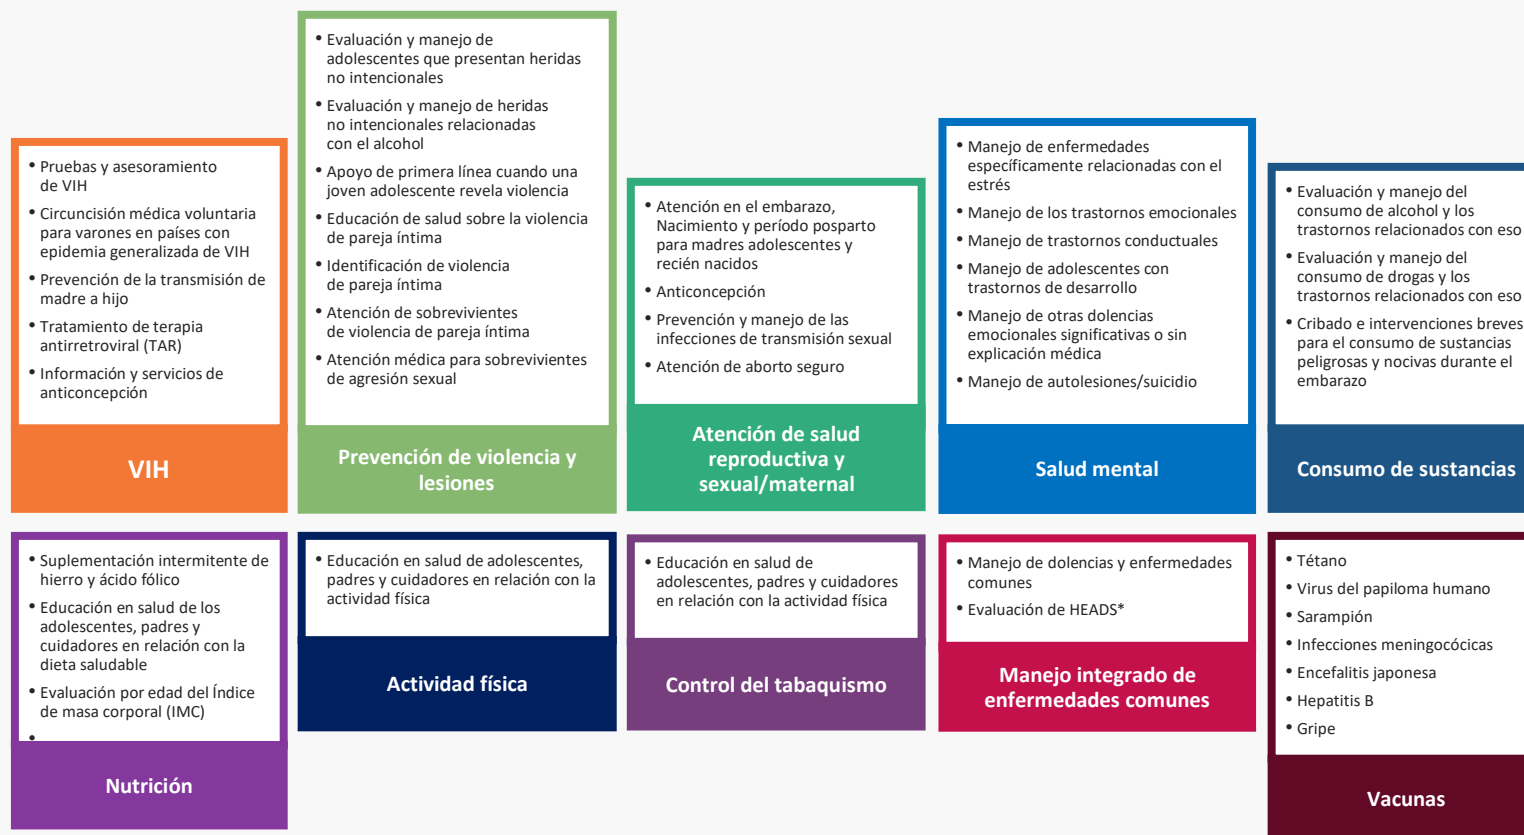 • Pruebas y asesoramiento
de VIH
• Circuncisión médica voluntaria
para varones en países con
epidemia generalizada de VIH
• Prevención de la transmisión de
madre a hijo
• Tratamiento de terapia
antirretroviral (TAR)
• Información y servicios de
anticoncepción
VIH
• Evaluación y manejo de
adolescentes que presentan heridas
no intencionales
• Evaluación y manejo de heridas
no intencionales relacionadas
con el alcohol
• Apoyo de primera línea cuando una
joven adolescente revela violencia
• Educación de salud sobre la violencia
de pareja íntima
• Identificación de violencia
de pareja íntima
• Atención de sobrevivientes
de violencia de pareja íntima
• Atención médica para sobrevivientes
de agresión sexual
Prevención de violencia y
lesiones
• Atención en el embarazo,
Nacimiento y período posparto
para madres adolescentes y
recién nacidos
• Anticoncepción
• Prevención y manejo de las
infecciones de transmisión sexual
• Atención de aborto seguro
Atención de salud
reproductiva y
sexual/maternal
• Manejo de enfermedades
específicamente relacionadas con el
estrés
• Manejo de los trastornos emocionales
• Manejo de trastornos conductuales
• Manejo de adolescentes con
trastornos de desarrollo
• Manejo de otras dolencias
emocionales significativas o sin
explicación médica
• Manejo de autolesiones/suicidio
Salud mental
• Evaluación y manejo del
consumo de alcohol y los
trastornos relacionados con eso
• Evaluación y manejo del
consumo de drogas y los
trastornos relacionados con eso
• Cribado e intervenciones breves
para el consumo de sustancias
peligrosas y nocivas durante el
embarazo
Consumo de sustancias
• Suplementación intermitente de
hierro y ácido fólico
• Educación en salud de los
adolescentes, padres y
cuidadores en relación con la
dieta saludable
• Evaluación por edad del Índice
de masa corporal (IMC)
•
Nutrición
• Educación en salud de adolescentes,
padres y cuidadores en relación con la
actividad física
Actividad física
• Educación en salud de
adolescentes, padres y cuidadores
en relación con la actividad física
Control del tabaquismo
• Manejo de dolencias y enfermedades
comunes
• Evaluación de HEADS*
Manejo integrado de
enfermedades comunes
• Tétano
• Virus del papiloma humano
• Sarampión
• Infecciones meningocócicas
• Encefalitis japonesa
• Hepatitis B
• Gripe
Vacunas